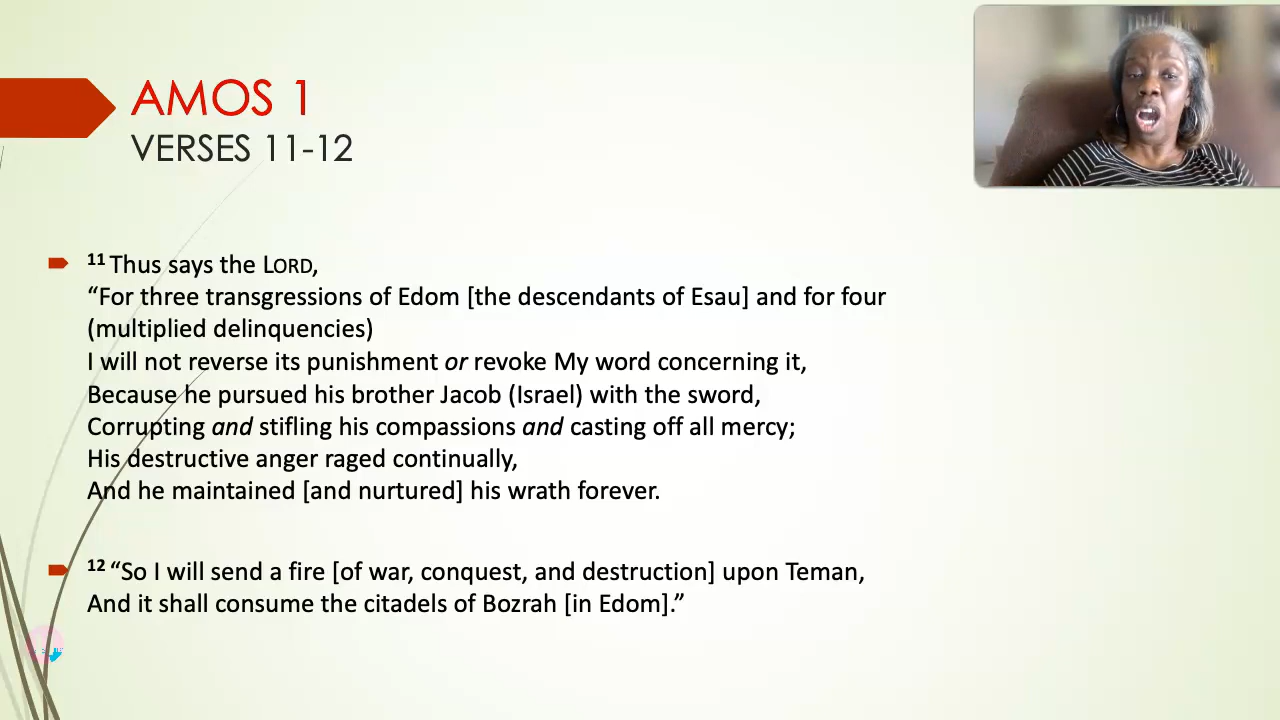 AMOS 1
VERSES 11-12
11 Thus says the LORD,
“For three transgressions of Edom [the descendants of Esau] and for four
(multiplied delinquencies)
I will not reverse its punishment or revoke My word concerning it,
Because he pursued his brother Jacob (Israel) with the sword,
Corrupting and stifling his compassions and casting off all mercy;
His destructive anger raged continually,
And he maintained [and nurtured] his wrath forever.
12 “So I will send a fire [of war, conquest, and destruction] upon Teman,
And it shall consume the citadels of Bozrah [in Edom].”